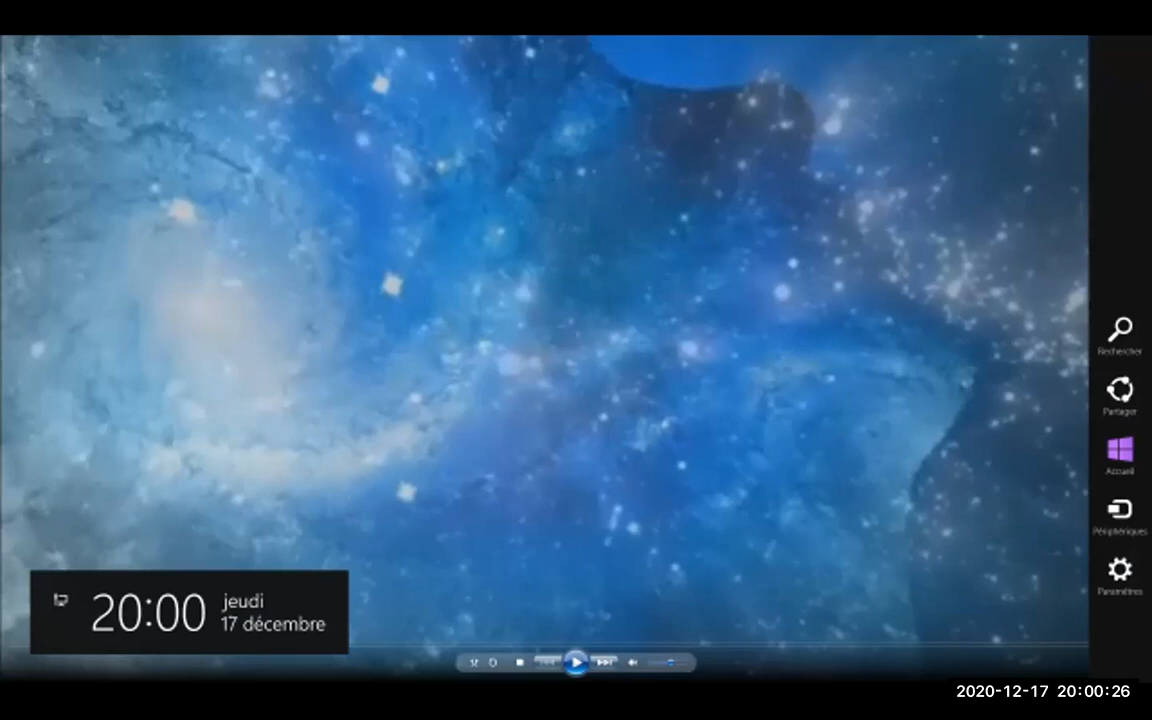 Rechercher
Partager
Accueil
Périphériques
Paramètres
20:00
jeudi
17 décembre
2020-12-17 20:00:26